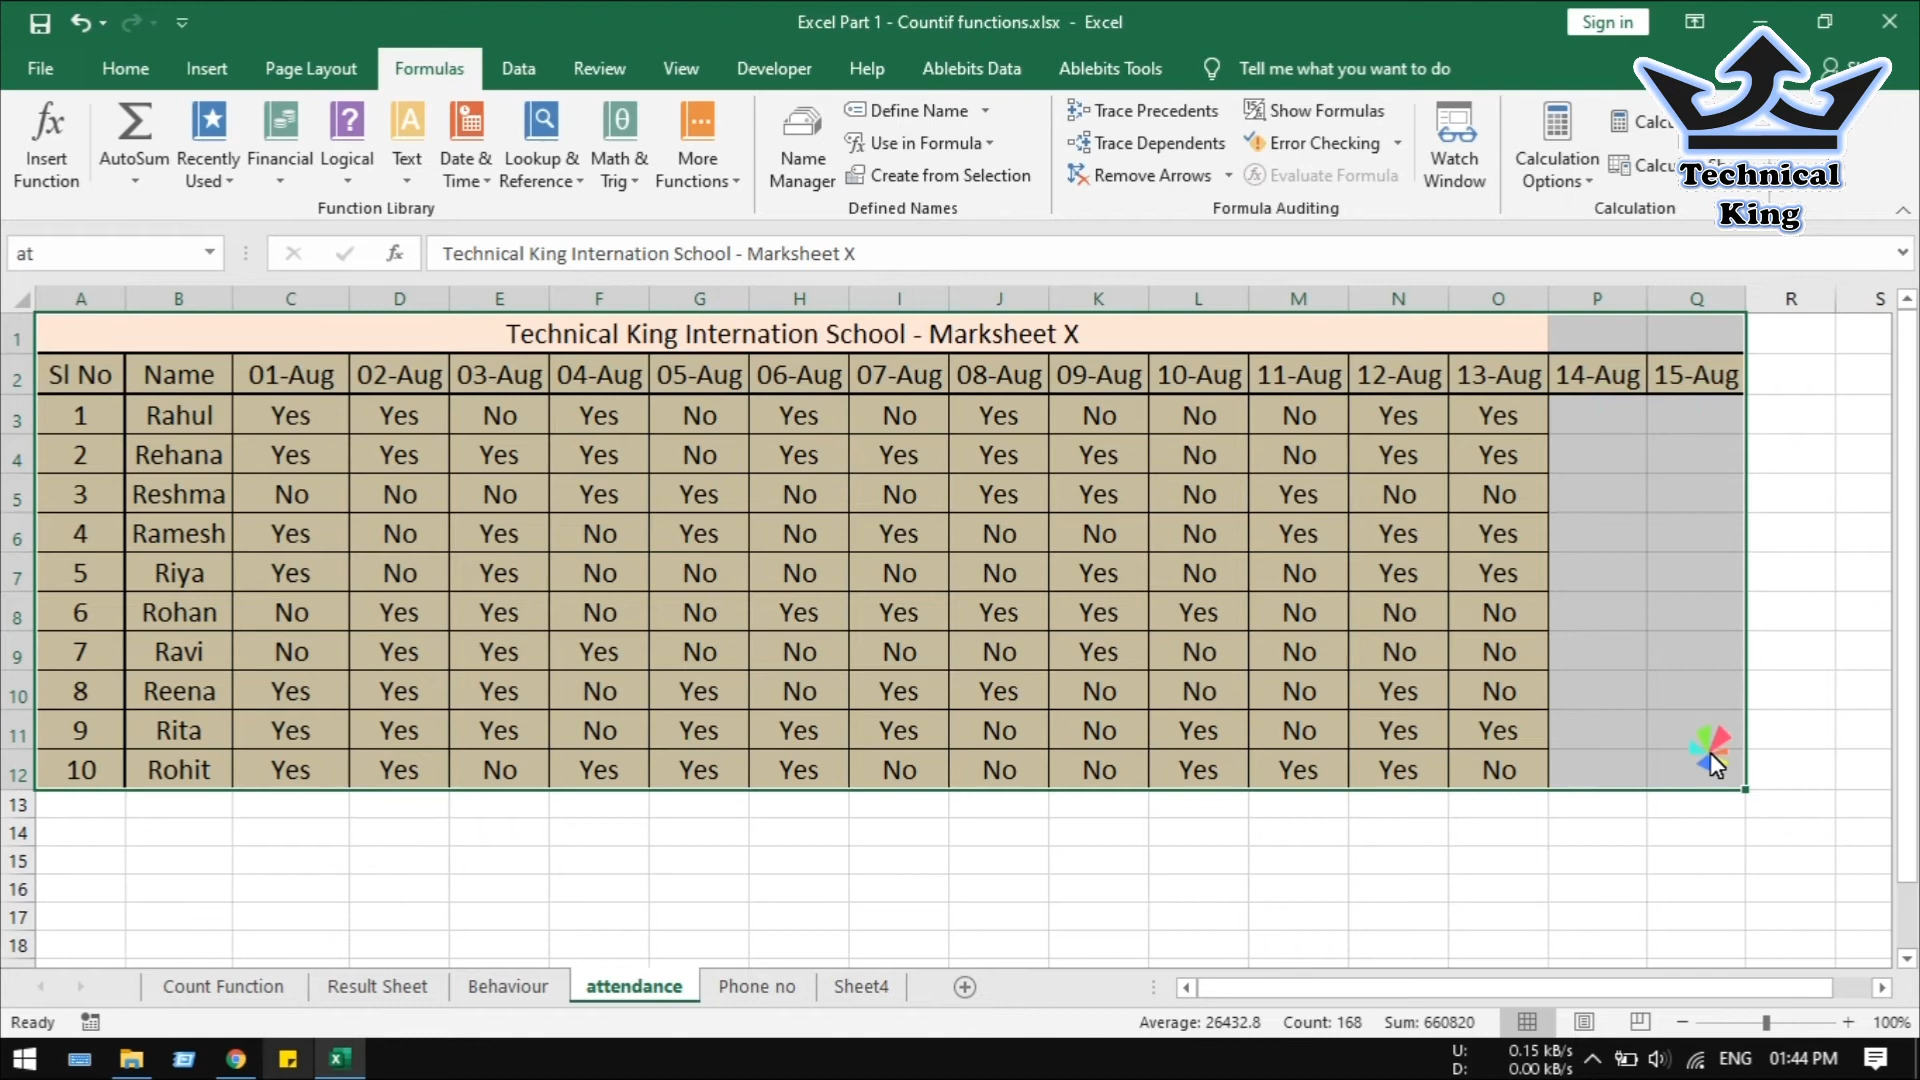 Excel Part 1 - Countif functions.xlsx - Excel
Sign in
File Home Insert Page Layout Formulas Data Review View Developer Help Ablebits Data Ablebits Tools Tell me what you want to do
Insert Function
AutoSum
Recently Used
Financial
Logical
Text
Date & Time
Lookup & Reference
Math & Trig
More Functions
Function Library
Name Manager
Define Name
Use in Formula
Create from Selection
Defined Names
Trace Precedents
Trace Dependents
Remove Arrows
Show Formulas
Error Checking
Evaluate Formula
Formula Auditing
Watch Window
Calculation Options
Calculation
Technical
King
at
fx
Technical King Internation School - Marksheet X
A B C D E F G H I J K L M N O P Q R S
1 Technical King Internation School - Marksheet X
2 Sl No Name 01-Aug 02-Aug 03-Aug 04-Aug 05-Aug 06-Aug 07-Aug 08-Aug 09-Aug 10-Aug 11-Aug 12-Aug 13-Aug 14-Aug 15-Aug
3 1 Rahul Yes Yes No Yes No Yes No Yes No No No Yes Yes
4 2 Rehana Yes Yes Yes Yes No Yes Yes Yes Yes No No Yes Yes
5 3 Reshma No No No Yes Yes No No Yes Yes No Yes No No
6 4 Ramesh Yes No Yes No Yes No Yes No No No Yes Yes Yes
7 5 Riya Yes No Yes No No No No No Yes No No Yes Yes
8 6 Rohan No Yes Yes No No Yes Yes Yes Yes Yes No No No
9 7 Ravi No Yes Yes Yes No No No No Yes No No No No
10 8 Reena Yes Yes Yes No Yes No Yes Yes No No No Yes No
11 9 Rita Yes Yes Yes No Yes Yes Yes No No Yes No Yes Yes
12 10 Rohit Yes Yes No Yes Yes Yes No No No Yes Yes Yes No
13
14
15
16
17
18
Count Function Result Sheet Behaviour attendance Phone no Sheet4
Ready
Average: 26432.8 Count: 168 Sum: 660820
100%
U: 0.15 kB/s
D: 0.00 kB/s
ENG 01:44 PM